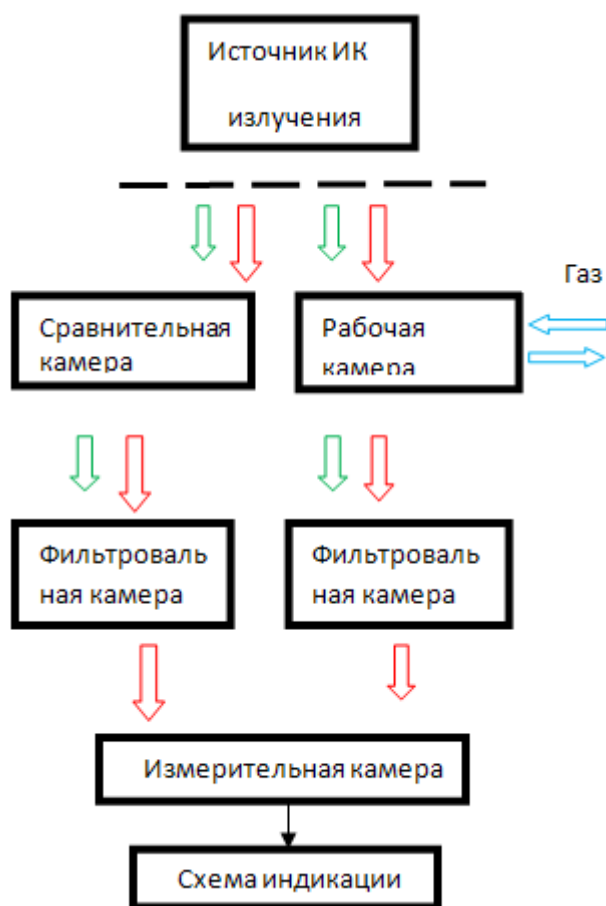 Источник ИК
излучения
Газ
Сравнительная
камера
Рабочая
камера
Фильтроваль
ная камера
Фильтроваль
ная камера
Измерительная камера
Схема индикации